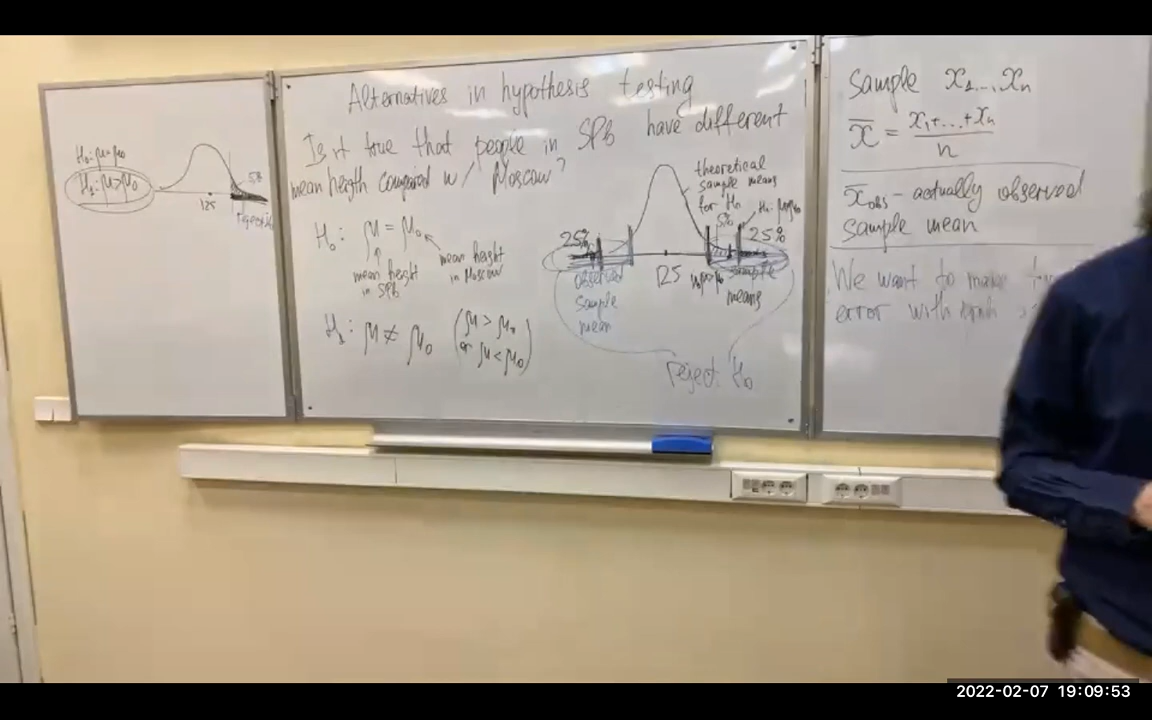 H₀: μ=μ₀
H₁: μ>μ₀
5%
125
Alternatives in hypothesis testing
Is it true that people in SPb have different
mean heigth compared w/ Moscow?
H₀: μ = μ₀
mean height
in SPb
mean height
in Moscow
H₁: μ ≠ μ₀ (μ > μ₀
or μ < μ₀)
theoretical
sample means
for H₀
5%
25%
25%
125
observed
sample
mean
sample
means
reject H₀
Sample x₁...,xₙ
x̄ = x₁+...+xₙ / n
x̄obs - actually observed
sample mean
We want to make
error with
2022-02-07 19:09:53